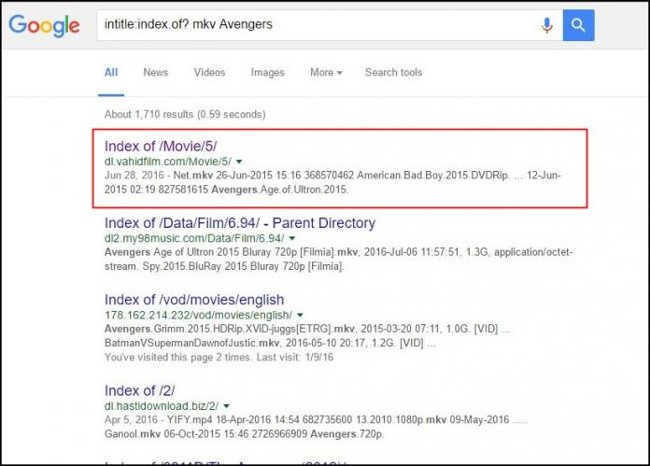 Google
intitle:index.of? mkv Avengers
All News Videos Images More Search tools
About 1,710 results (0.59 seconds)
Index of /Movie/5/
dl.vahidfilm.com/Movie/5/
Jun 28, 2016 - Net.mkv 26-Jun-2015 15:16 368570462 American.Bad.Boy.2015.DVDRip. ... 12-Jun-
2015 02:19 827581615 Avengers.Age.of.Ultron.2015.
Index of /Data/Film/6.94/ - Parent Directory
dl2.my98music.com/Data/Film/6.94/
Avengers Age of Ultron 2015 Bluray 720p [Filmia].mkv, 2016-Jul-06 11:57:51, 1.3G, application/octet-
stream. Spy.2015.BluRay 2015 Bluray 720p [Filmia].
Index of /vod/movies/english
178.162.214.232/vod/movies/english/
Avengers.Grimm.2015.HDRip.XViD-juggs[ETRG].mkv, 2015-03-20 07:11, 1.0G. [VID] ...
BatmanVSupermanDawnofJustic.mkv, 2016-05-10 20:17, 1.2G. [VID] ...
You've visited this page 2 times. Last visit: 1/9/16
Index of /2/
dl.hastidownload.biz/2/
Apr 5, 2016 - YIFY.mp4 18-Apr-2016 14:54 682735600 13.2010.1080p.mkv 09-May-2016 .....
Ganool.mkv 06-Oct-2015 15:46 2726966909 Avengers.720p.